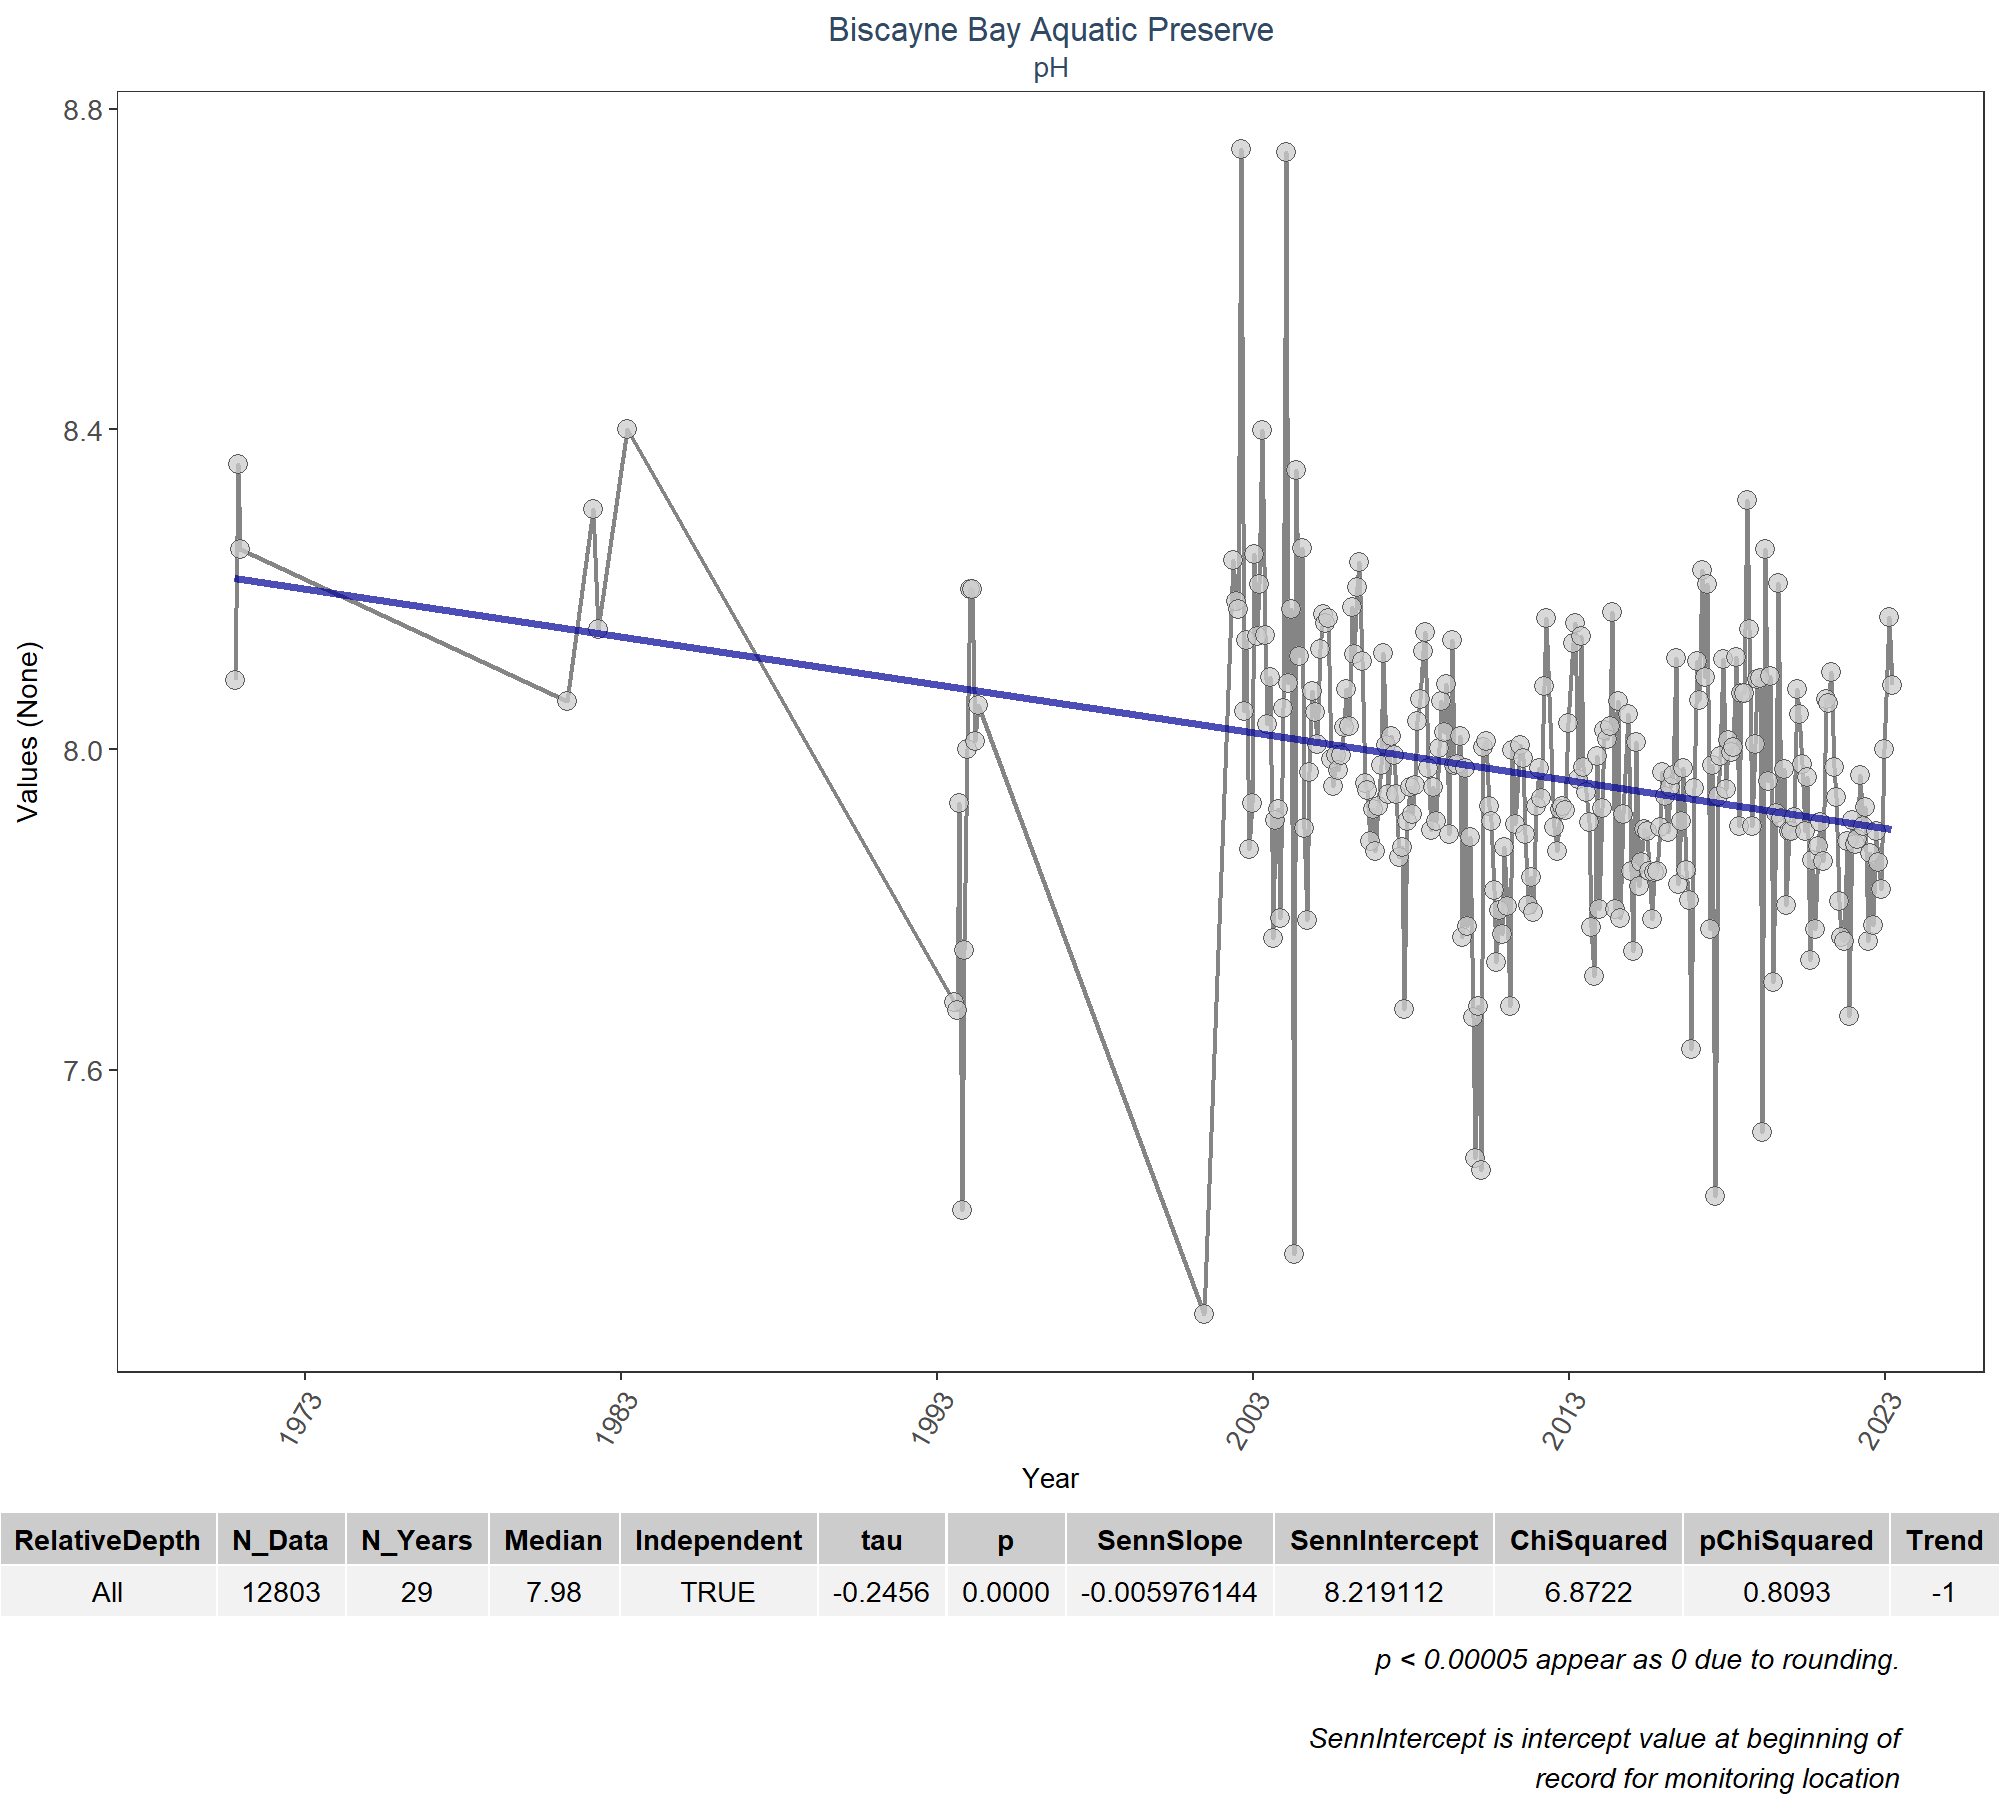 Biscayne Bay Aquatic Preserve
pH
8.8
8.4
8.0
7.6
Values (None)
1973 1983 1993 2003 2013 2023
Year
RelativeDepth N_Data N_Years Median Independent tau p SennSlope SennIntercept ChiSquared pChiSquared Trend
All 12803 29 7.98 TRUE -0.2456 0.0000 -0.005976144 8.219112 6.8722 0.8093 -1
p < 0.00005 appear as 0 due to rounding.
SennIntercept is intercept value at beginning of
record for monitoring location